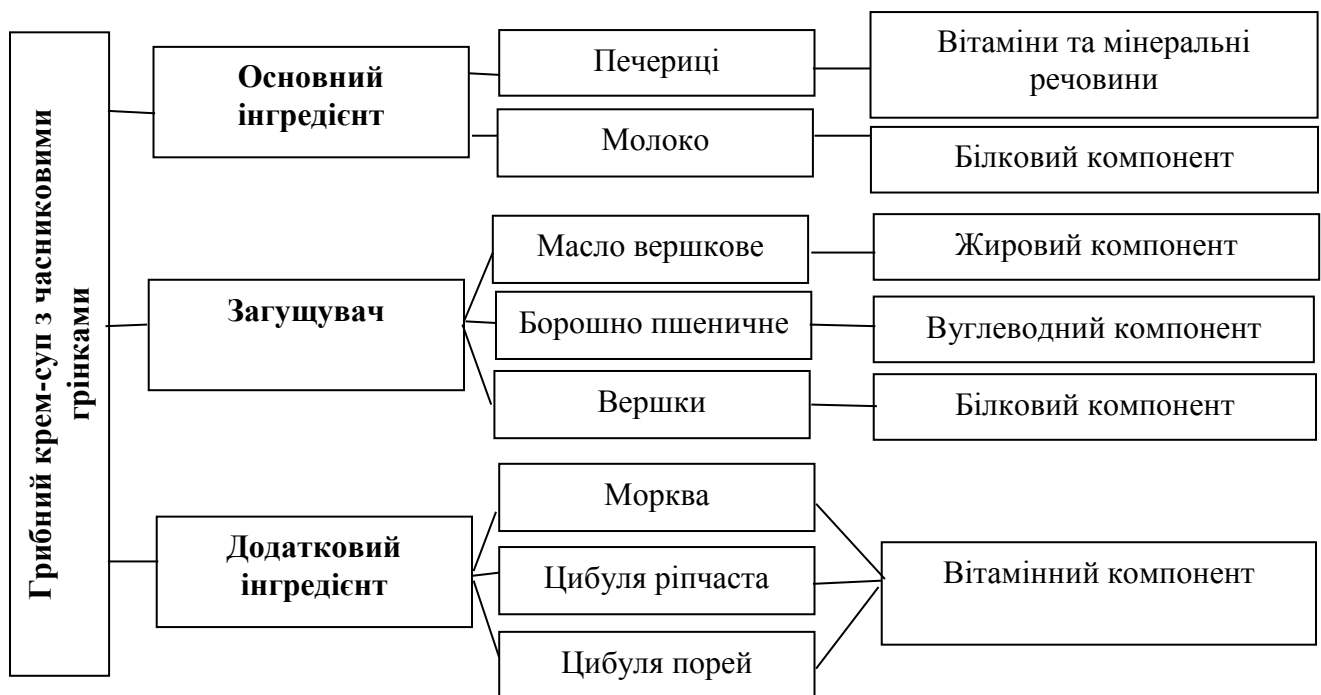 Грибний крем-суп з часниковими
грінками
Основний
інгредієнт
Печериці
Вітаміни та мінеральні
речовини
Молоко
Білковий компонент
Загущувач
Масло вершкове
Жировий компонент
Борошно пшеничне
Вуглеводний компонент
Вершки
Білковий компонент
Додатковий
інгредієнт
Морква
Цибуля ріпчаста
Цибуля порей
Вітамінний компонент